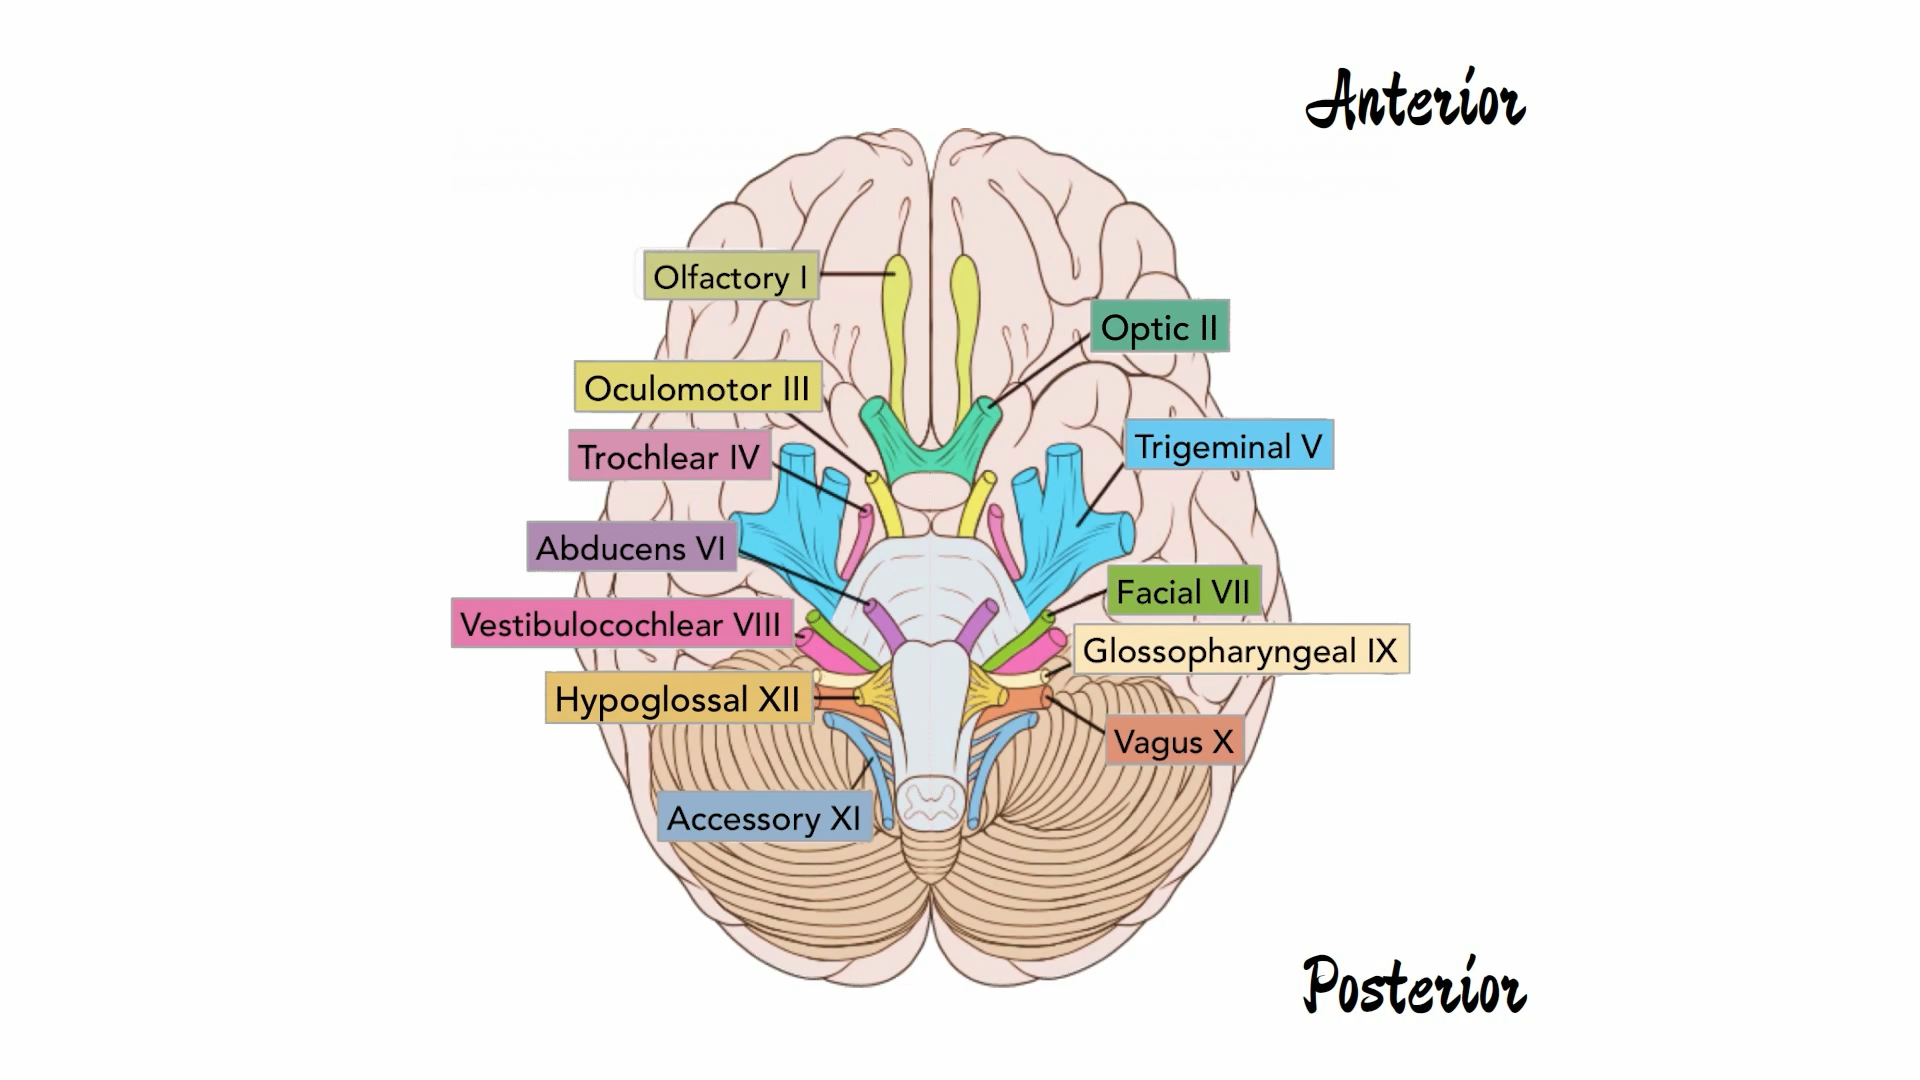 Anterior
Olfactory I
Optic II
Oculomotor III
Trochlear IV
Trigeminal V
Abducens VI
Facial VII
Vestibulocochlear VIII
Glossopharyngeal IX
Hypoglossal XII
Vagus X
Accessory XI
Posterior